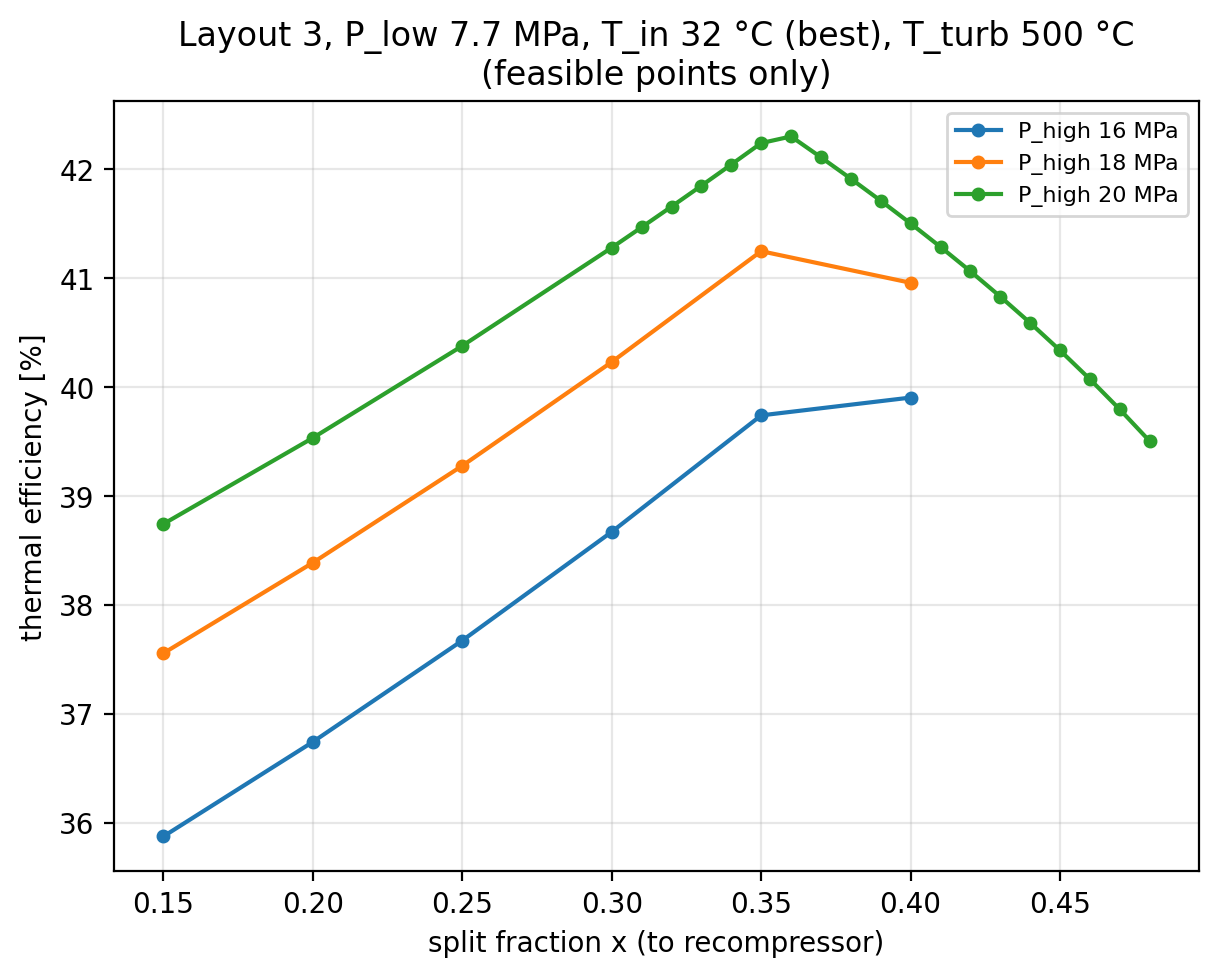 Layout 3, P_low 7.7 MPa, T_in 32 °C (best), T_turb 500 °C
(feasible points only)
P_high 16 MPa
P_high 18 MPa
P_high 20 MPa
thermal efficiency [%]
42
41
40
39
38
37
36
0.15 0.20 0.25 0.30 0.35 0.40 0.45
split fraction x (to recompressor)